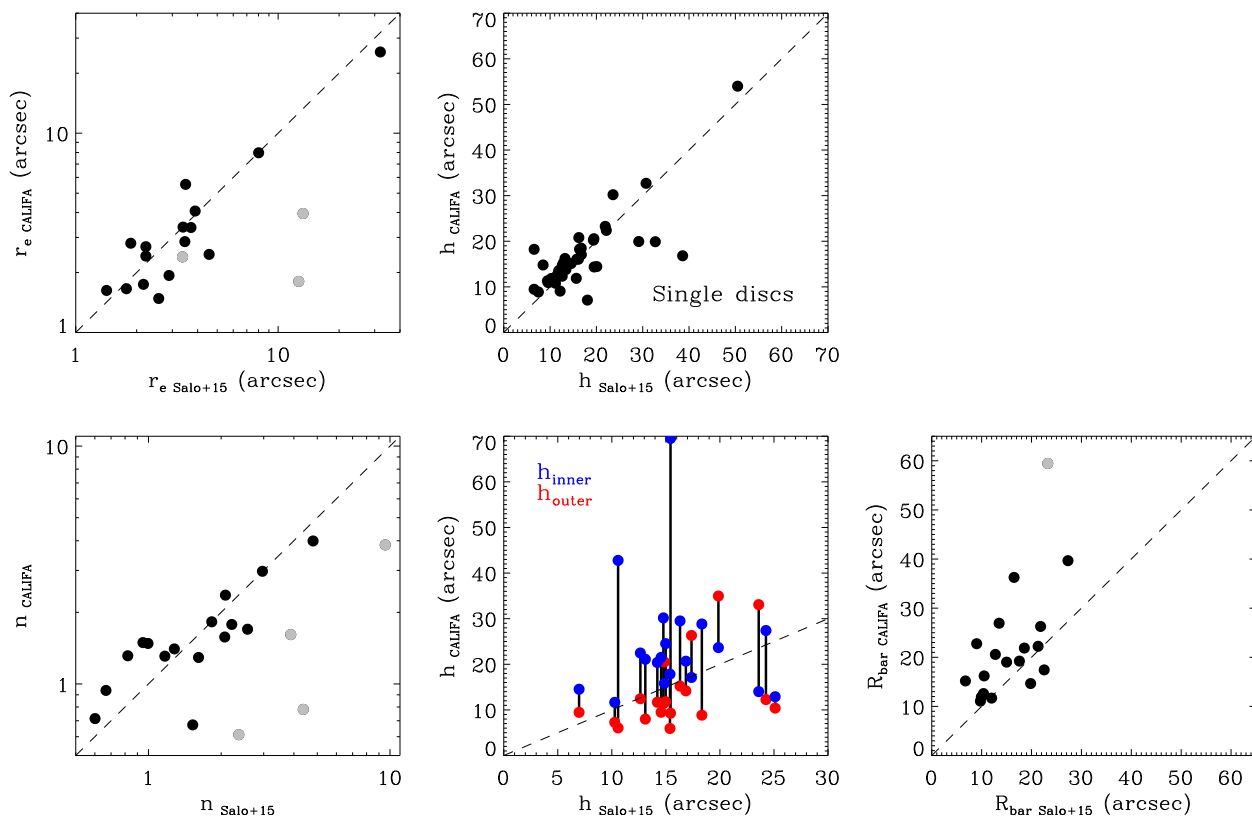 10
1
r e CALIFA (arcsec)
1 10
r e Salo+15 (arcsec)
70
60
50
40
30
20
10
0
h CALIFA (arcsec)
Single discs
0 10 20 30 40 50 60 70
h Salo+15 (arcsec)
10
1
n CALIFA
1 10
n Salo+15
70
60
50
40
30
20
10
0
h CALIFA (arcsec)
h inner
h outer
0 5 10 15 20 25 30
h Salo+15 (arcsec)
60
50
40
30
20
10
0
R bar CALIFA (arcsec)
0 10 20 30 40 50 60
R bar Salo+15 (arcsec)